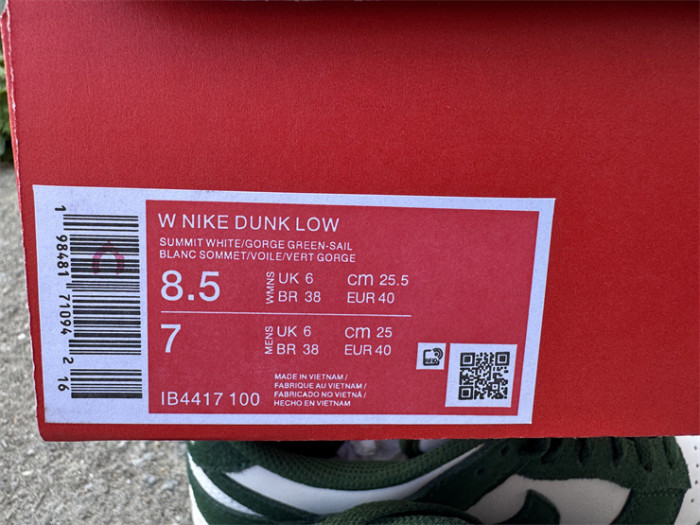 W NIKE DUNK LOW
SUMMIT WHITE/GORGE GREEN-SAIL
BLANC SOMMET/VOILE/VERT GORGE
8.5 WMNS UK 6 cm 25.5
BR 38 EUR 40
7 MENS UK 6 cm 25
BR 38 EUR 40
MADE IN VIETNAM /
FABRIQUE AU VIETNAM /
FABRICADO NO VIETNÃ /
HECHO EN VIETNAM
IB4417 100
1 98481 71094 2 16